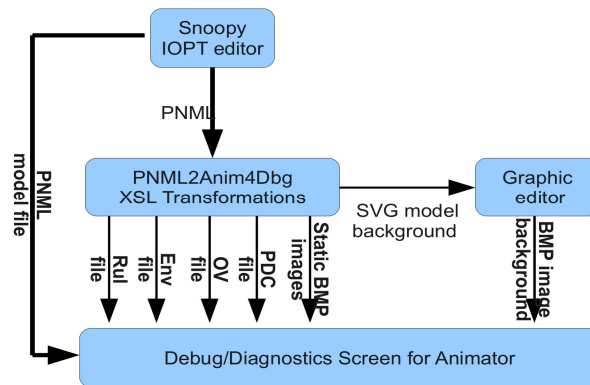 Snoopy
IOPT editor
PNML
PNML
model file
PNML2Anim4Dbg
XSL Transformations
Graphic
editor
SVG model
background
Rul
file
Env
file
OV
file
PDC
file
Static BMP
images
BMP image
background
Debug/Diagnostics Screen for Animator